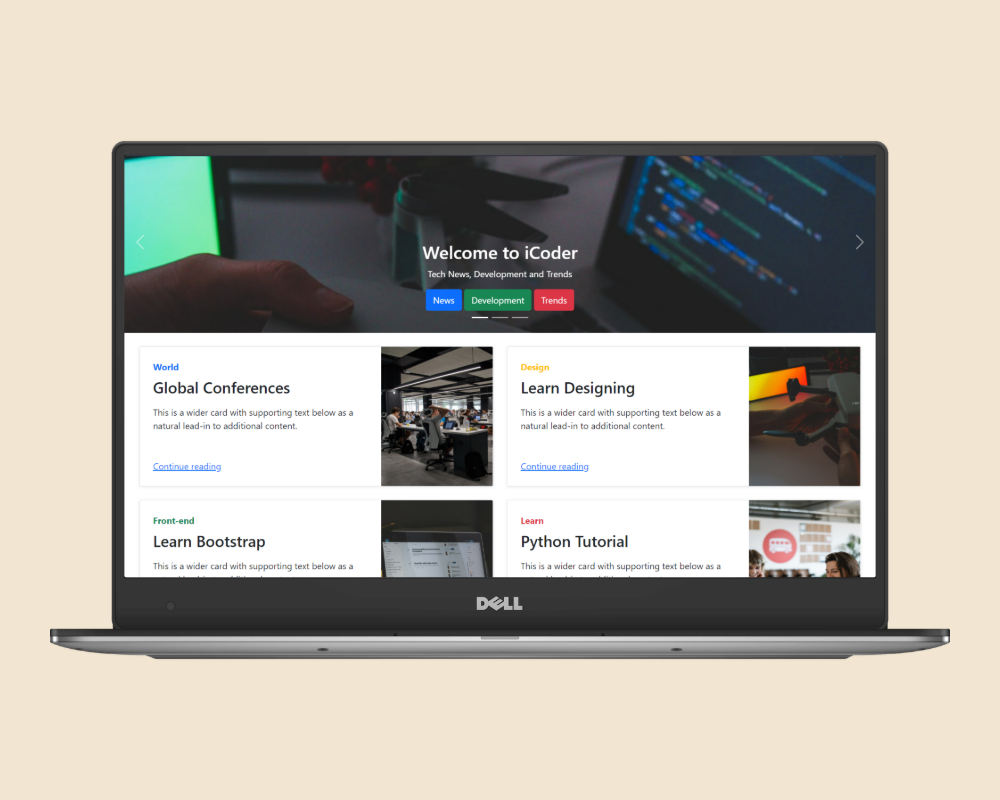 Welcome to iCoder
Tech News, Development and Trends
News Development Trends
World
Global Conferences
This is a wider card with supporting text below as a
natural lead-in to additional content.
Continue reading
Design
Learn Designing
This is a wider card with supporting text below as a
natural lead-in to additional content.
Continue reading
Front-end
Learn Bootstrap
This is a wider card with supporting text below as a
Learn
Python Tutorial
This is a wider card with supporting text below as a
DELL